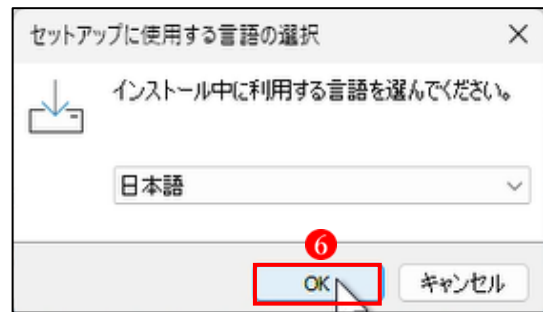 セットアップに使用する言語の選択
インストール中に利用する言語を選んでください。
日本語
6
OK キャンセル